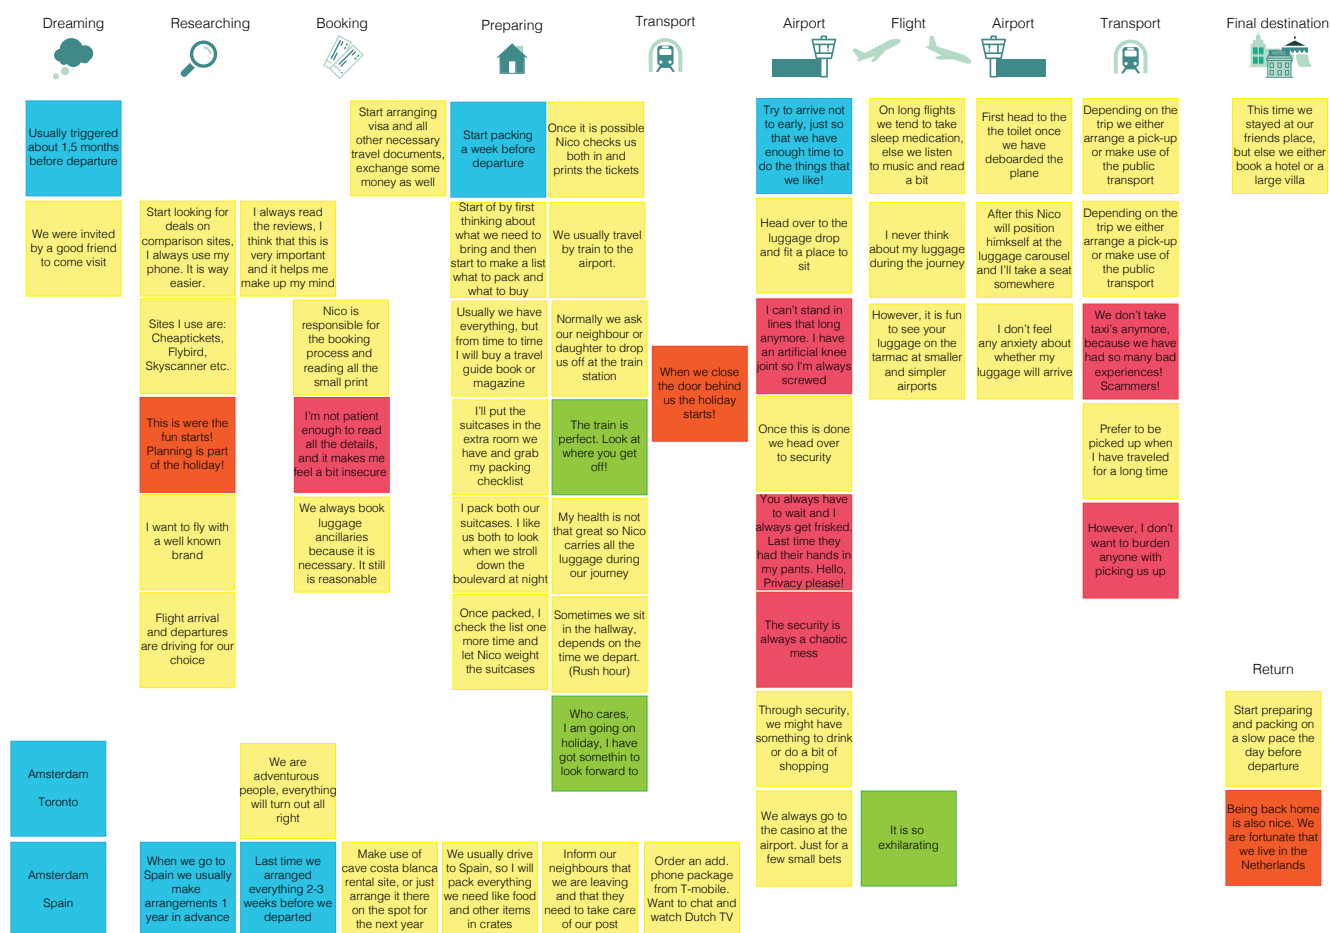 Dreaming
Researching
Booking
Preparing
Transport
Airport
Flight
Airport
Transport
Final destination
Usually triggered
about 1,5 months
before departure
We were invited
by a good friend
to come visit
Start looking for
deals on
comparison sites,
I always use my
phone. It is way
easier.
Sites I use are:
Cheaptickets,
Flybird,
Skyscanner etc.
This is were the
fun starts!
Planning is part
of the holiday!
I want to fly with
a well known
brand
Flight arrival
and departures
are driving for our
choice
I always read
the reviews, I
think that this is
very important
and it helps me
make up my mind
Nico is
responsible for
the booking
process and
reading all the
small print
I'm not patient
enough to read
all the details,
and it makes me
feel a bit insecure
We always book
luggage
ancillaries
because it is
necessary. It still
is reasonable
Start arranging
visa and all
other necessary
travel documents,
exchange some
money as well
Start packing
a week before
departure
Start of by first
thinking about
what we need to
bring and then
start to make a list
what to pack and
what to buy
Usually we have
everything, but
from time to time
I will buy a travel
guide book or
magazine
I'll put the
suitcases in the
extra room we
have and grab
my packing
checklist
I pack both our
suitcases. I like
us both to look
when we stroll
down the
boulevard at night
Once packed, I
check the list one
more time and
let Nico weight
the suitcases
Once it is possible
Nico checks us
both in and
prints the tickets
We usually travel
by train to the
airport.
Normally we ask
our neighbour or
daughter to drop
us off at the train
station
The train is
perfect. Look at
where you get
off!
My health is not
that great so Nico
carries all the
luggage during
our journey
Sometimes we sit
in the hallway,
depends on the
time we depart.
(Rush hour)
Who cares,
I am going on
holiday, I have
got somethin to
look forward to
When we close
the door behind
us the holiday
starts!
Try to arrive not
to early, just so
that we have
enough time to
do the things that
we like!
Head over to the
luggage drop
and fit a place to
sit
I can't stand in
lines that long
anymore. I have
an artificial knee
joint so I'm always
screwed
Once this is done
we head over
to security
You always have
to wait and I
always get frisked.
Last time they
had their hands in
my pants. Hello,
Privacy please!
The security is
always a chaotic
mess
Through security,
we might have
something to drink
or do a bit of
shopping
We always go to
the casino at the
airport. Just for a
few small bets
On long flights
we tend to take
sleep medication,
else we listen
to music and read
a bit
I never think
about my luggage
during the journey
However, it is fun
to see your
luggage on the
tarmac at smaller
and simpler
airports
It is so
exhilarating
First head to the
the toilet once
we have
deboarded the
plane
After this Nico
will position
himkself at the
luggage carousel
and I'll take a seat
somewhere
I don't feel
any anxiety about
whether my
luggage will arrive
Depending on the
trip we either
arrange a pick-up
or make use of
the public
transport
Depending on the
trip we either
arrange a pick-up
or make use of
the public
transport
We don't take
taxi's anymore,
because we have
had so many bad
experiences!
Scammers!
Prefer to be
picked up when
I have traveled
for a long time
However, I don't
want to burden
anyone with
picking us up
This time we
stayed at our
friends place,
but else we either
book a hotel or a
large villa
Return
Start preparing
and packing on
a slow pace the
day before
departure
Being back home
is also nice. We
are fortunate that
we live in the
Netherlands
Amsterdam
Toronto
We are
adventurous
people, everything
will turn out all
right
Amsterdam
Spain
When we go to
Spain we usually
make
arrangements 1
year in advance
Last time we
arranged
everything 2-3
weeks before we
departed
Make use of
cave costa blanca
rental site, or just
arrange it there
on the spot for
the next year
We usually drive
to Spain, so I will
pack everything
we need like food
and other items
in crates
Inform our
neighbours that
we are leaving
and that they
need to take care
of our post
Order an add.
phone package
from T-mobile.
Want to chat and
watch Dutch TV